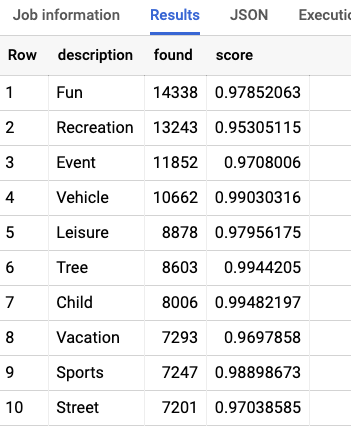 Job information Results JSON Executio
Row description found score
1 Fun 14338 0.97852063
2 Recreation 13243 0.95305115
3 Event 11852 0.9708006
4 Vehicle 10662 0.99030316
5 Leisure 8878 0.97956175
6 Tree 8603 0.9944205
7 Child 8006 0.99482197
8 Vacation 7293 0.9697858
9 Sports 7247 0.98898673
10 Street 7201 0.97038585